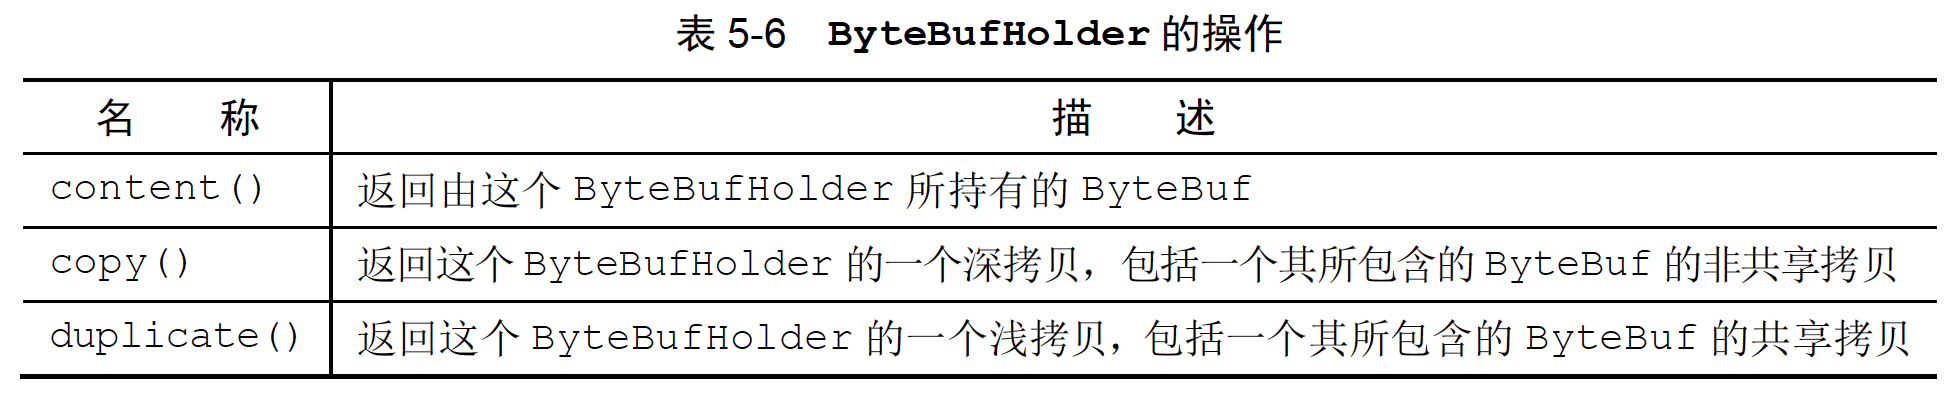 表 5-6 ByteBufHolder 的操作
名 称 描 述
content() 返回由这个 ByteBufHolder 所持有的 ByteBuf
copy() 返回这个 ByteBufHolder 的一个深拷贝，包括一个其所包含的 ByteBuf 的非共享拷贝
duplicate() 返回这个 ByteBufHolder 的一个浅拷贝，包括一个其所包含的 ByteBuf 的共享拷贝